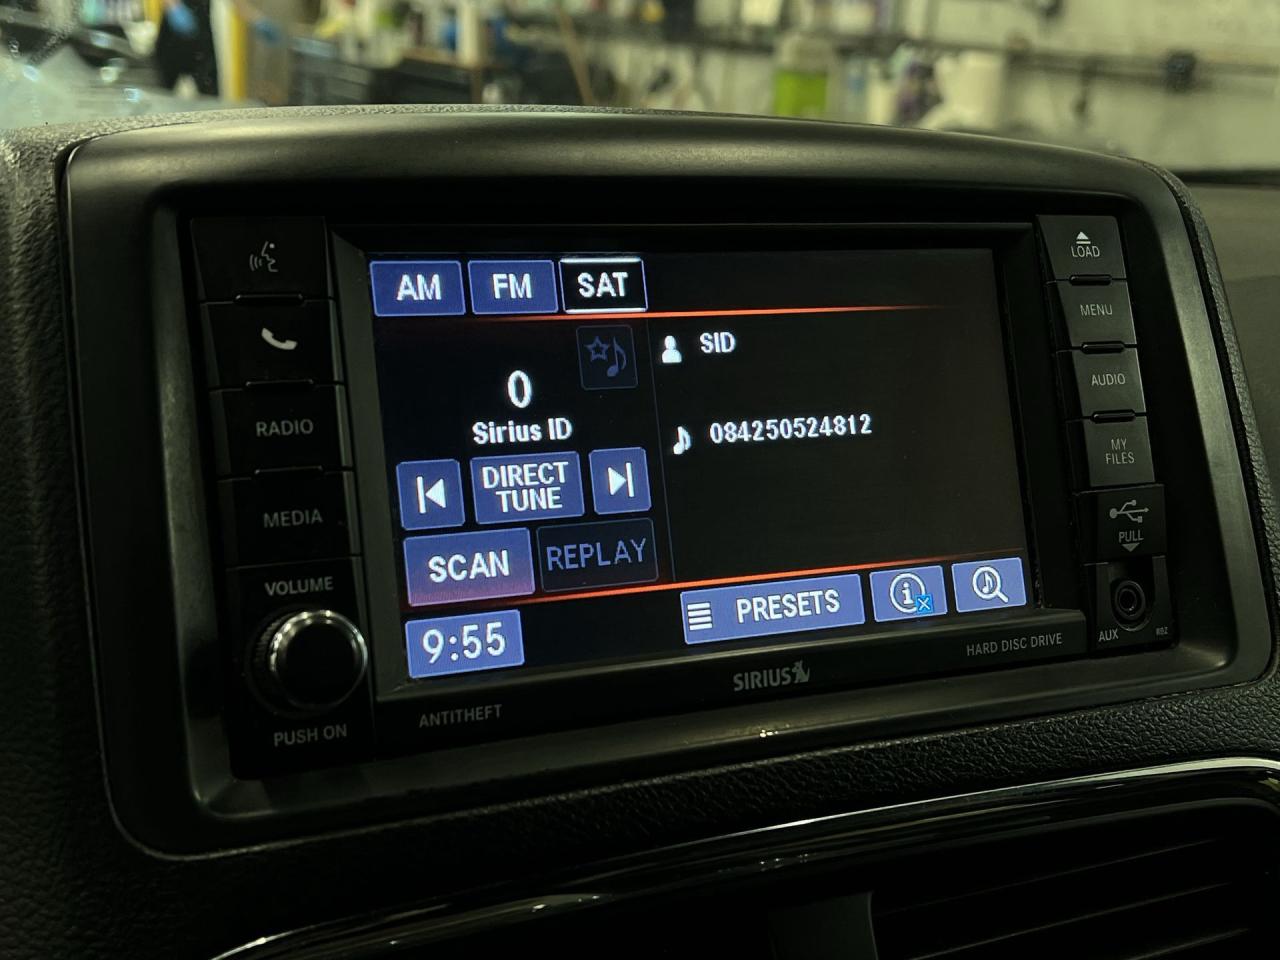 AM FM SAT
SID
0
Sirius ID
084250524812
DIRECT
TUNE
SCAN
REPLAY
9:55
PRESETS
RADIO
MEDIA
VOLUME
PUSH ON
ANTITHEFT
SIRIUS
HARD DISC DRIVE
LOAD
MENU
AUDIO
MY
FILES
PULL
AUX
RBZ